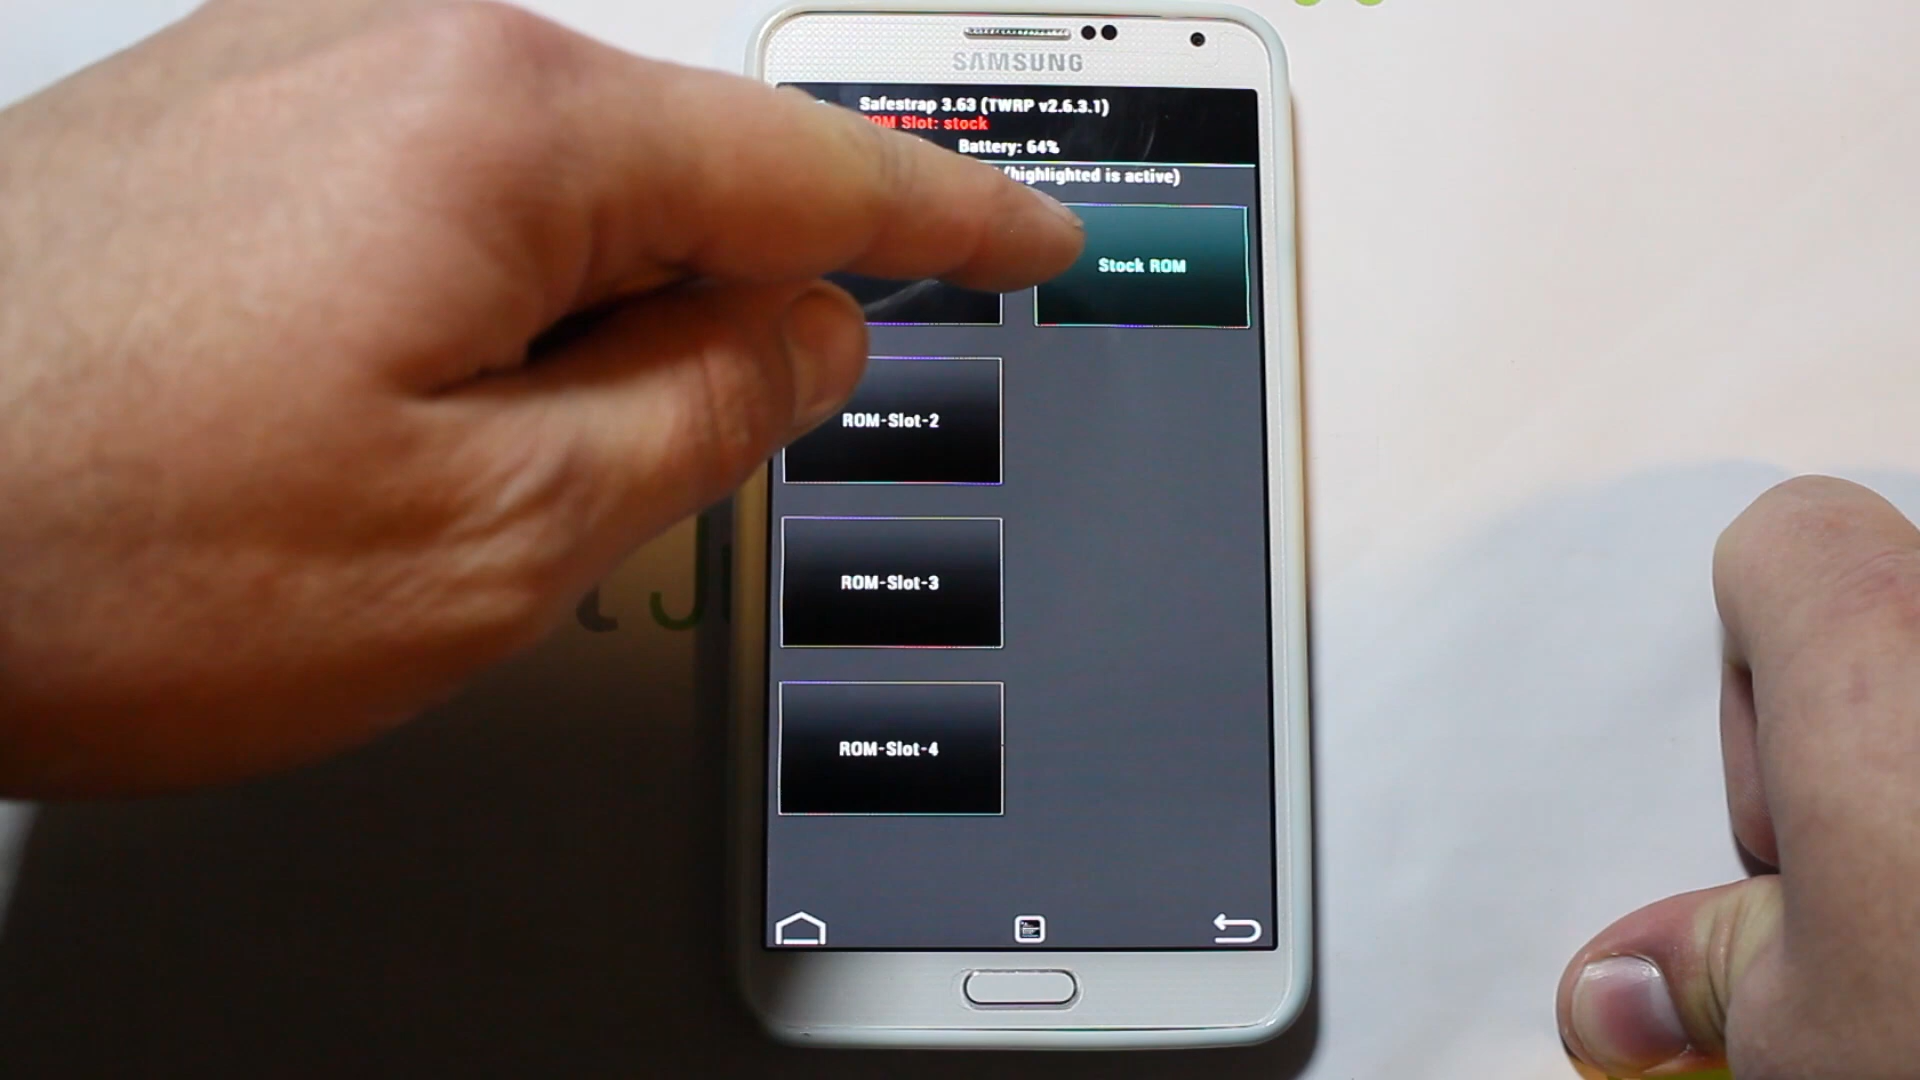 SAMSUNG
Safestrap 3.63 (TWRP v2.6.3.1)
ROM Slot: stock
Battery: 64%
(highlighted is active)
Stock ROM
ROM-Slot-2
ROM-Slot-3
ROM-Slot-4